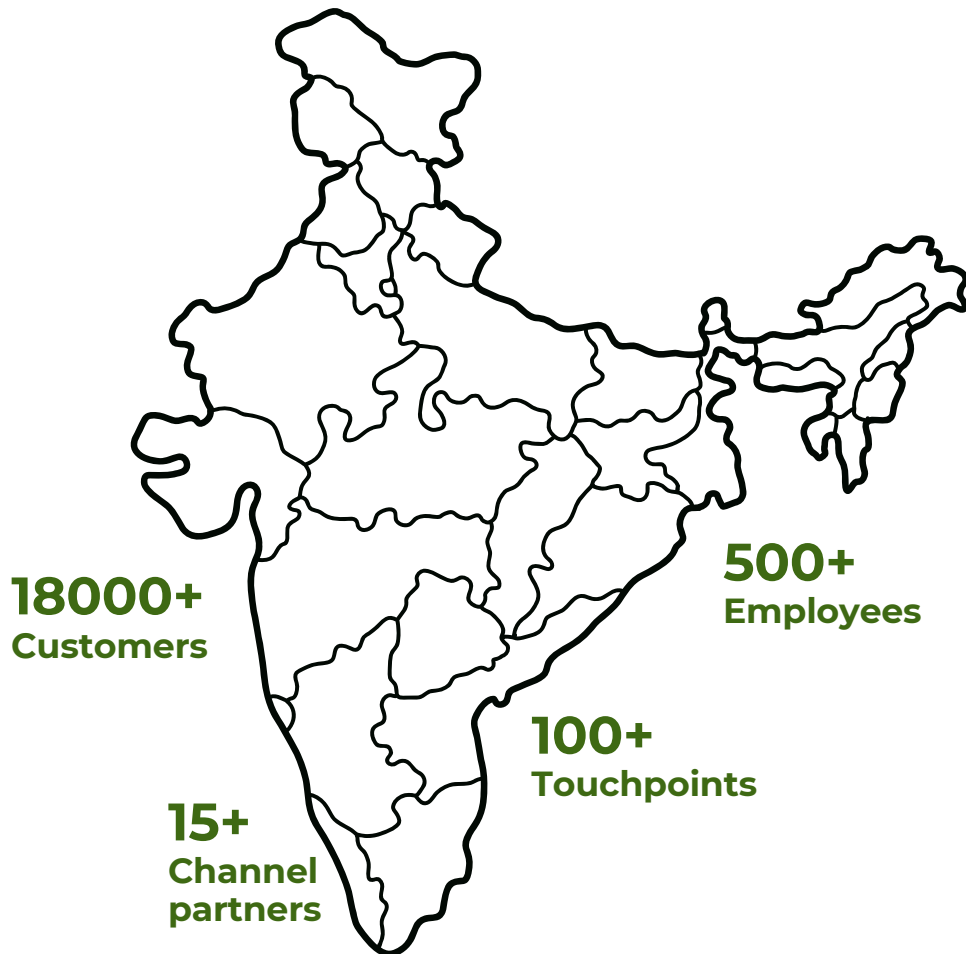 18000+
Customers
500+
Employees
100+
Touchpoints
15+
Channel
partners